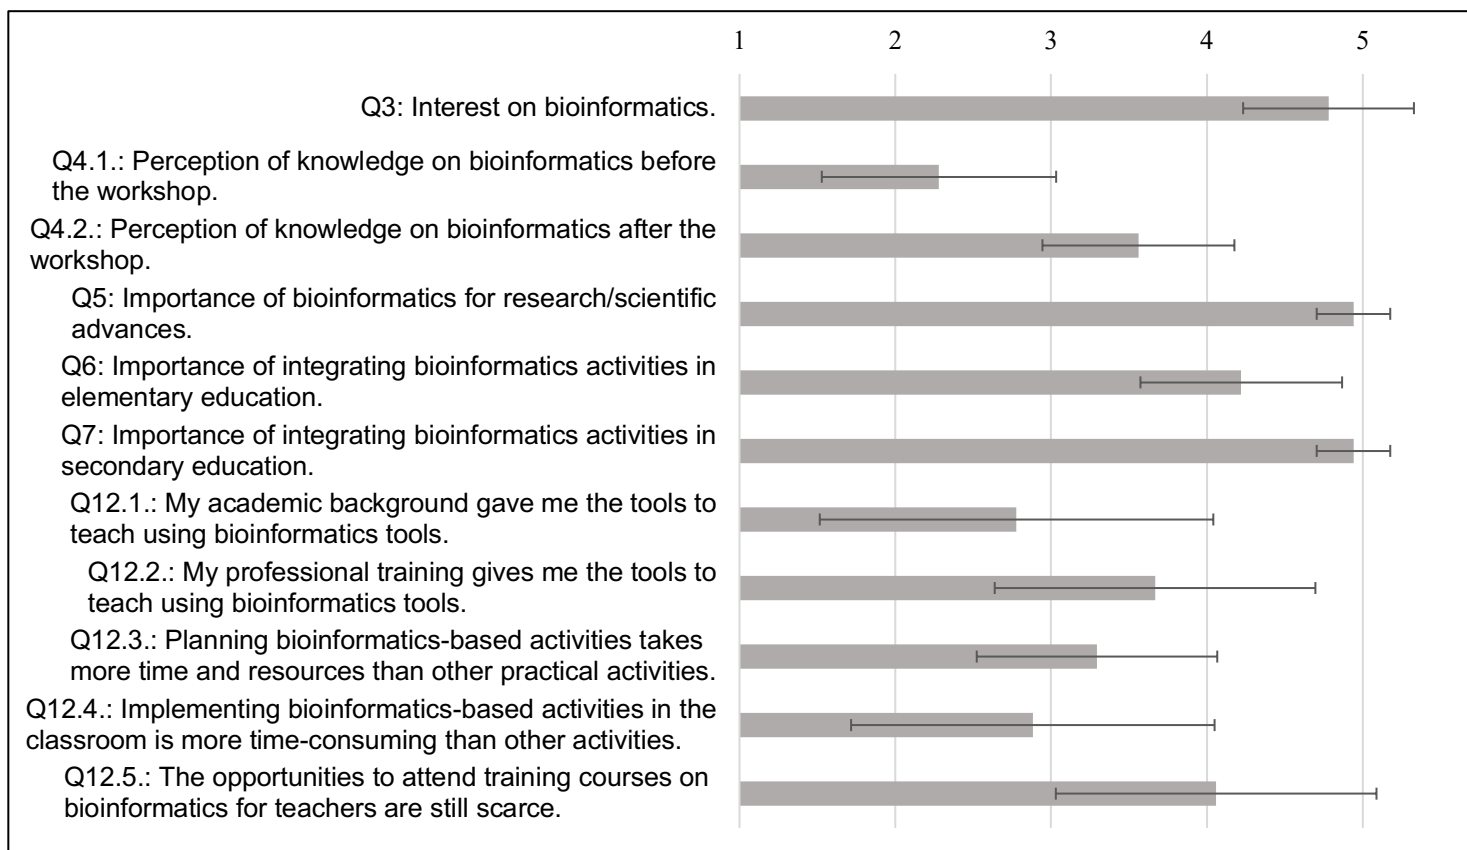 1 2 3 4 5
Q3: Interest on bioinformatics.
Q4.1.: Perception of knowledge on bioinformatics before
the workshop.
Q4.2.: Perception of knowledge on bioinformatics after the
workshop.
Q5: Importance of bioinformatics for research/scientific
advances.
Q6: Importance of integrating bioinformatics activities in
elementary education.
Q7: Importance of integrating bioinformatics activities in
secondary education.
Q12.1.: My academic background gave me the tools to
teach using bioinformatics tools.
Q12.2.: My professional training gives me the tools to
teach using bioinformatics tools.
Q12.3.: Planning bioinformatics-based activities takes
more time and resources than other practical activities.
Q12.4.: Implementing bioinformatics-based activities in the
classroom is more time-consuming than other activities.
Q12.5.: The opportunities to attend training courses on
bioinformatics for teachers are still scarce.